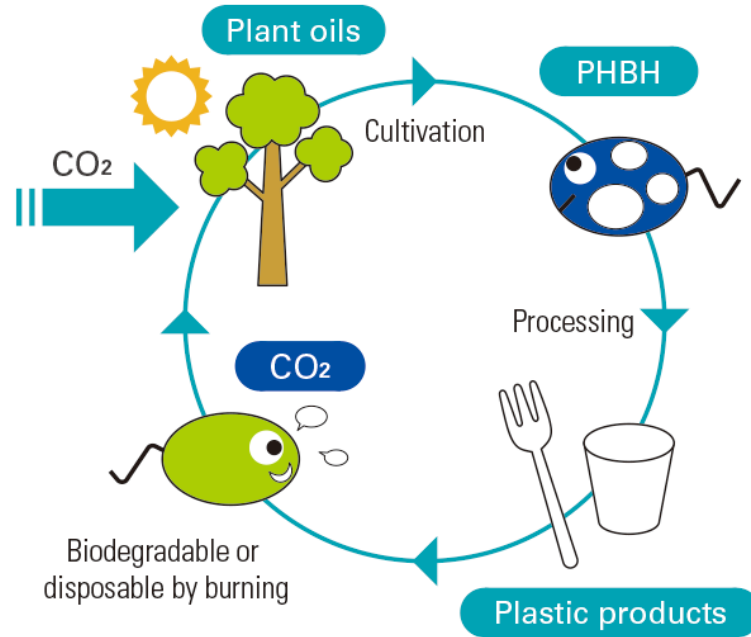 Plant oils
PHBH
Cultivation
CO₂
Processing
CO₂
Biodegradable or
disposable by burning
Plastic products